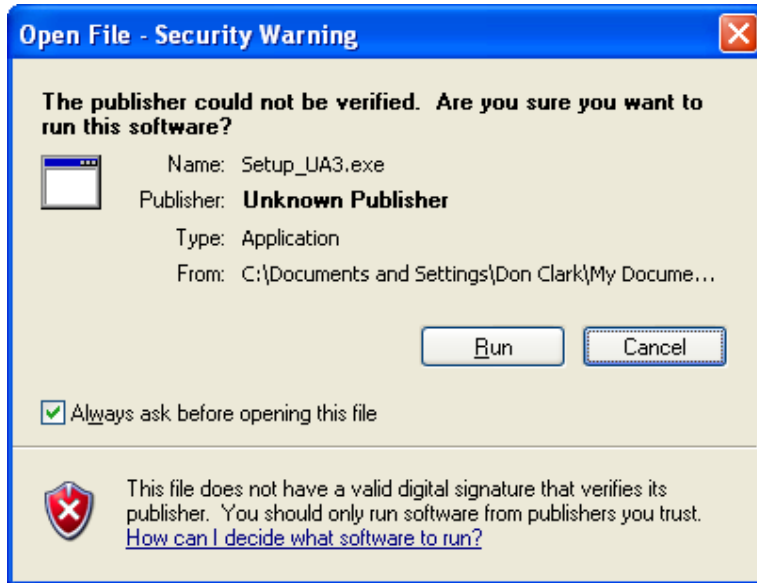 Open File - Security Warning
The publisher could not be verified.  Are you sure you want to
run this software?
Name: Setup_UA3.exe
Publisher: Unknown Publisher
Type: Application
From: C:\Documents and Settings\Don Clark\My Docume...
Run Cancel
Always ask before opening this file
This file does not have a valid digital signature that verifies its
publisher.  You should only run software from publishers you trust.
How can I decide what software to run?